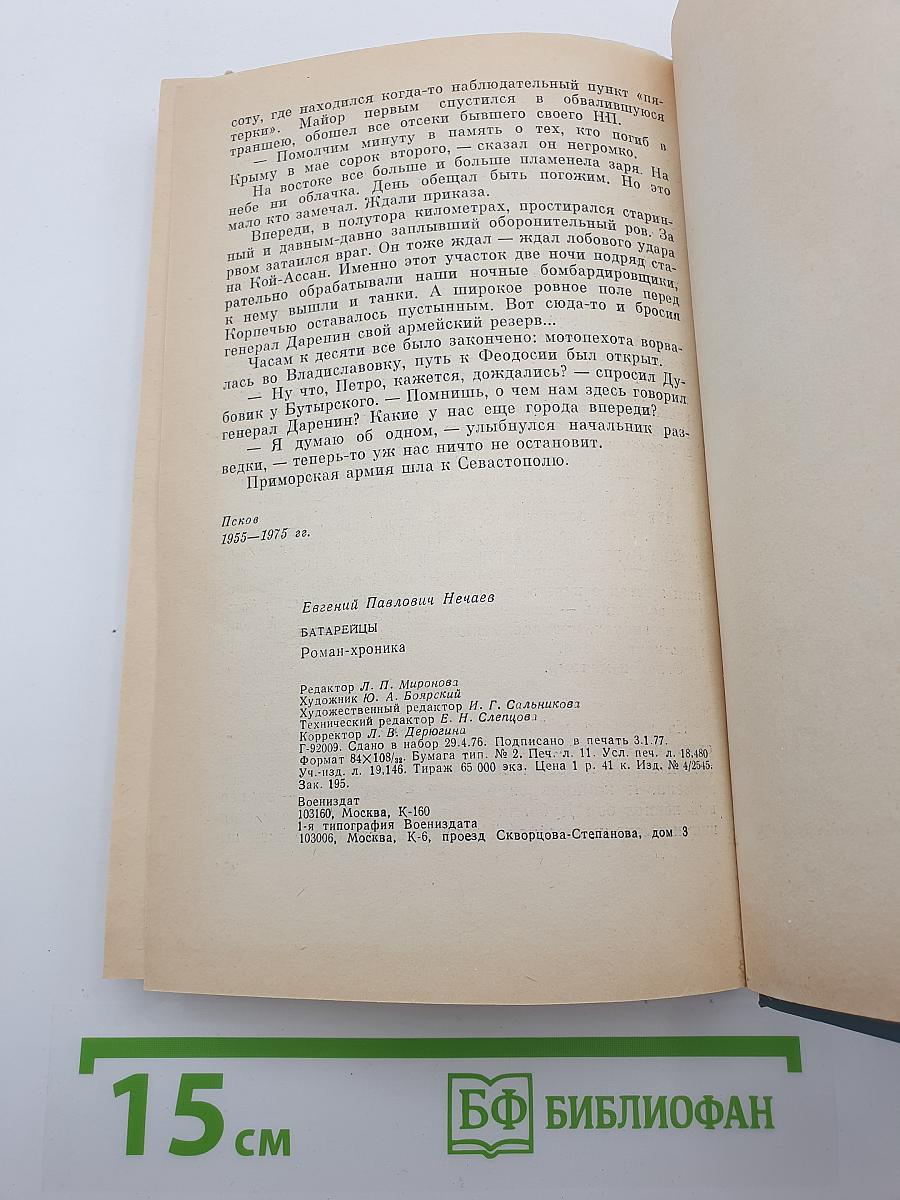 соту, где находился когда-то наблюдательный пункт «пя-
терки». Майор первым спустился в обвалившуюся
траншею, обошел все отсеки бывшего своего НП.
— Помолчим минуту в память о тех, кто погиб в
Крыму в мае сорок второго, — сказал он негромко.
На востоке все больше и больше пламенела заря. На
небе ни облачка. День обещал быть погожим. Но это
мало кто замечал. Ждали приказа.
Впереди, в полутора километрах, простирался старин-
ный и давным-давно заплывший оборонительный ров. За
рвом затаился враг. Он тоже ждал — ждал лобового удара
на Кой-Ассан. Именно этот участок две ночи подряд ста-
рательно обрабатывали наши ночные бомбардировщики,
к нему вышли и танки. А широкое ровное поле перед
Корпечью оставалось пустынным. Вот сюда-то и бросил
генерал Даренин свой армейский резерв...
Часам к десяти все было закончено: мотопехота ворва-
лась во Владиславовку, путь к Феодосии был открыт.
— Ну что, Петро, кажется, дождались? — спросил Ду-
бовик у Бутырского. — Помнишь, о чем нам здесь говорил
генерал Даренин? Какие у нас еще города впереди?
— Я думаю об одном, — улыбнулся начальник раз-
ведки, — теперь-то уж нас ничто не остановит.
Приморская армия шла к Севастополю.
Псков
1955—1975 гг.
Евгений Павлович Нечаев
БАТАРЕЙЦЫ
Роман-хроника
Редактор Л. П. Миронова
Художник Ю. А. Боярский
Художественный редактор И. Г. Сальникова
Технический редактор Е. Н. Слепцова
Корректор Л. В. Дерюгина
Г-92009. Сдано в набор 29.4.76. Подписано в печать 3.1.77.
Формат 84×108/32. Бумага тип. № 2. Печ. л. 11. Усл. печ. л. 18.480
Уч.-изд. л. 19,146. Тираж 65 000 экз. Цена 1 р. 41 к. Изд. № 4/2545.
Зак. 195.
Воениздат
103160, Москва, К-160
1-я типография Воениздата
103006, Москва, К-6, проезд Скворцова-Степанова, дом 3
15 см
БФ БИБЛИОФАН